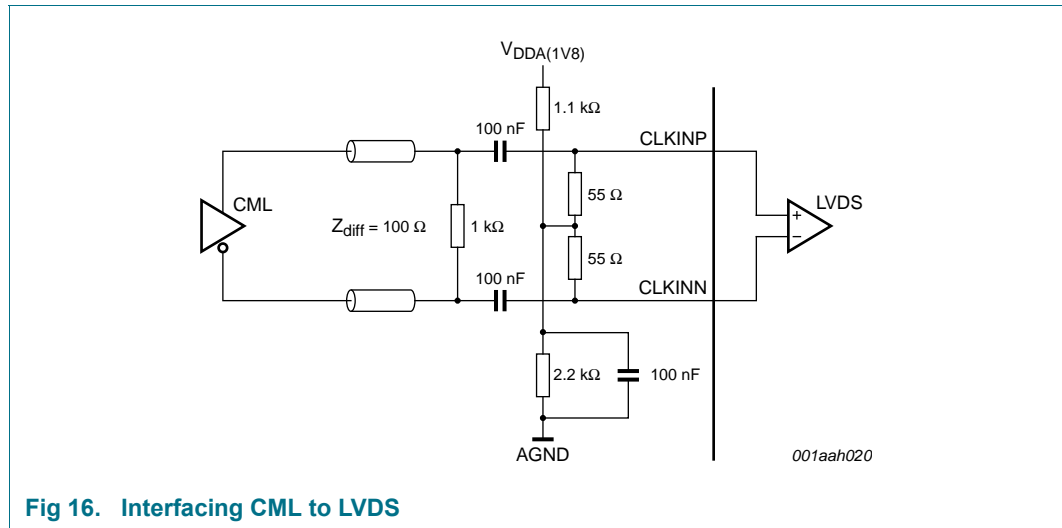 VDDA(1V8)
1.1 kΩ
100 nF
CLKINP
55 Ω
CML
LVDS
Zdiff = 100 Ω
1 kΩ
+
−
55 Ω
100 nF
CLKINN
2.2 kΩ
100 nF
AGND
001aah020
Fig 16. Interfacing CML to LVDS